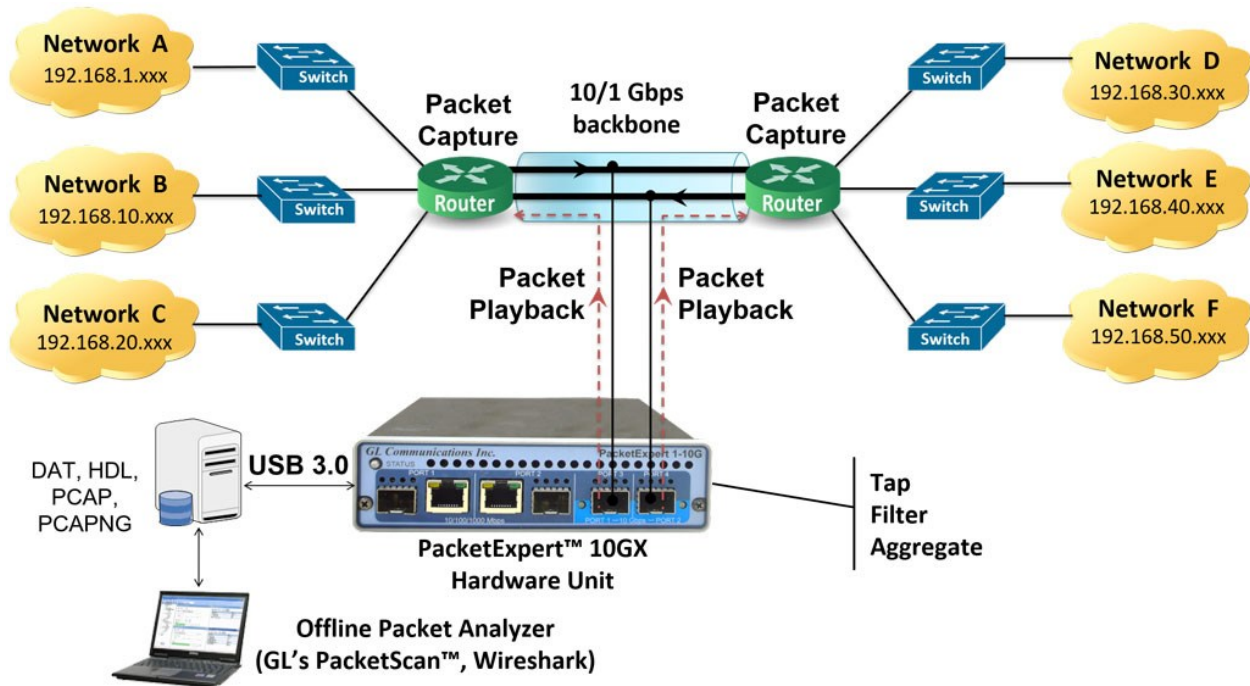 Network A
192.168.1.xxx
Switch
Network B
192.168.10.xxx
Switch
Network C
192.168.20.xxx
Switch
Packet
Capture
Router
10/1 Gbps
backbone
Packet
Capture
Router
Switch
Network D
192.168.30.xxx
Switch
Network E
192.168.40.xxx
Switch
Network F
192.168.50.xxx
Packet
Playback
Packet
Playback
DAT, HDL,
PCAP,
PCAPNG
USB 3.0
GL Communications Inc.
PacketExpert 1-10G
STATUS
PORT 1
PORT 2
PORT 3
10/100/1000 Mbps
PORT 1 — 10 Gbps — PORT 2
PacketExpert™ 10GX
Hardware Unit
Tap
Filter
Aggregate
Offline Packet Analyzer
(GL's PacketScan™, Wireshark)